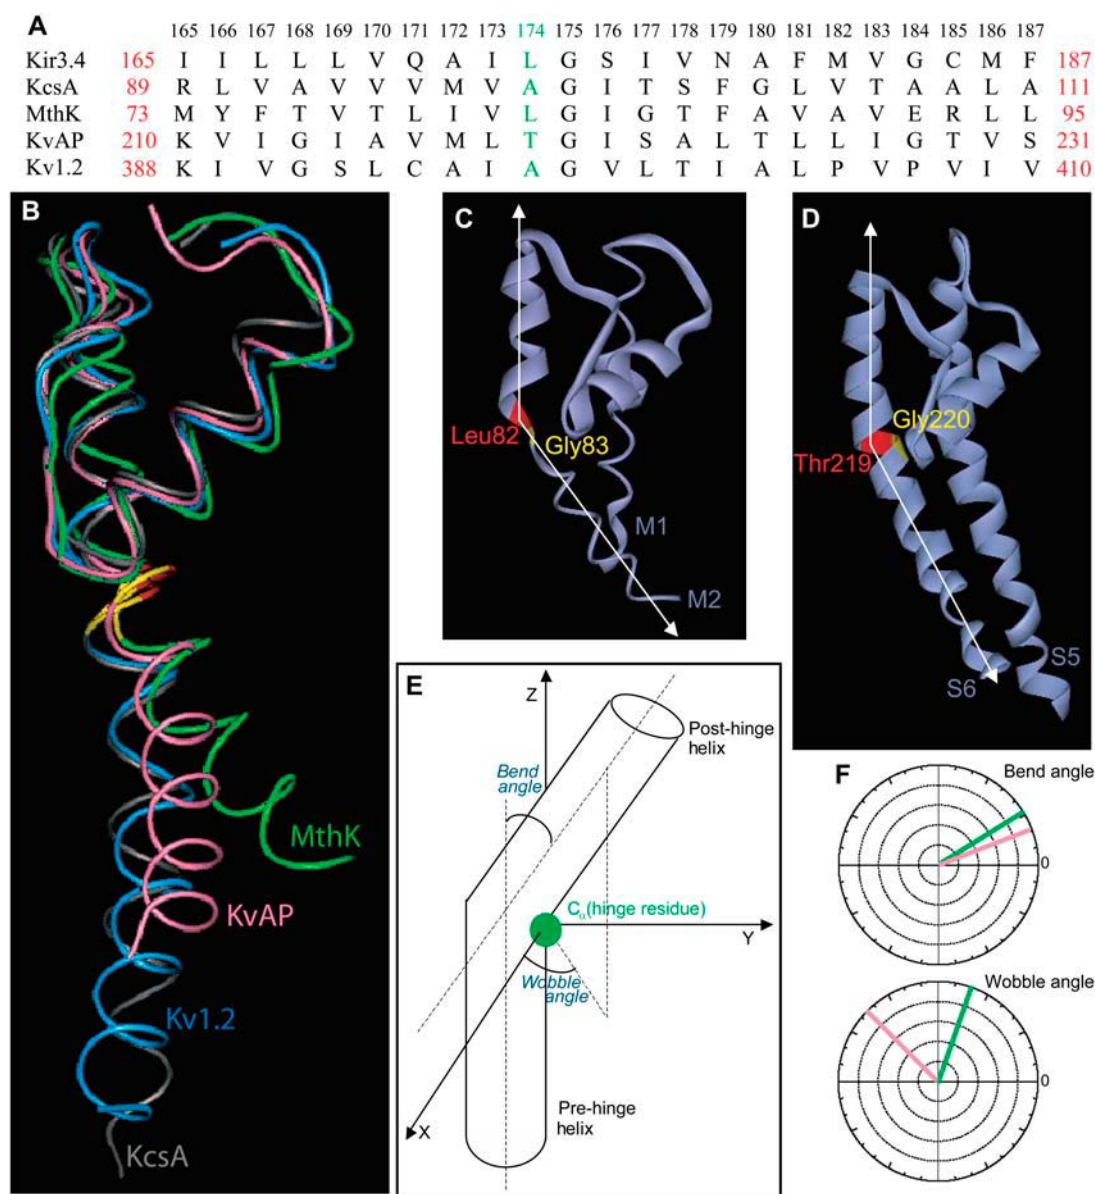 A
165 166 167 168 169 170 171 172 173 174 175 176 177 178 179 180 181 182 183 184 185 186 187
Kir3.4 165 I I L L L V Q A I L G S I V N A F M V G C M F 187
KcsA 89 R L V A V V V M V A G I T S F G L V T A A L A 111
MthK 73 M Y F T V T L I V L G I G T F A V A V E R L L 95
KvAP 210 K V I G I A V M L T G I S A L T L L I G T V S 231
Kv1.2 388 K I V G S L C A I A G V L T I A L P V P V I V 410
B
MthK
KvAP
Kv1.2
KcsA
C
Leu82
Gly83
M1
M2
D
Gly220
Thr219
S5
S6
E
Z
Post-hinge
helix
Bend
angle
Cα(hinge residue)
Y
Wobble
angle
X
Pre-hinge
helix
F
Bend angle
0
Wobble angle
0